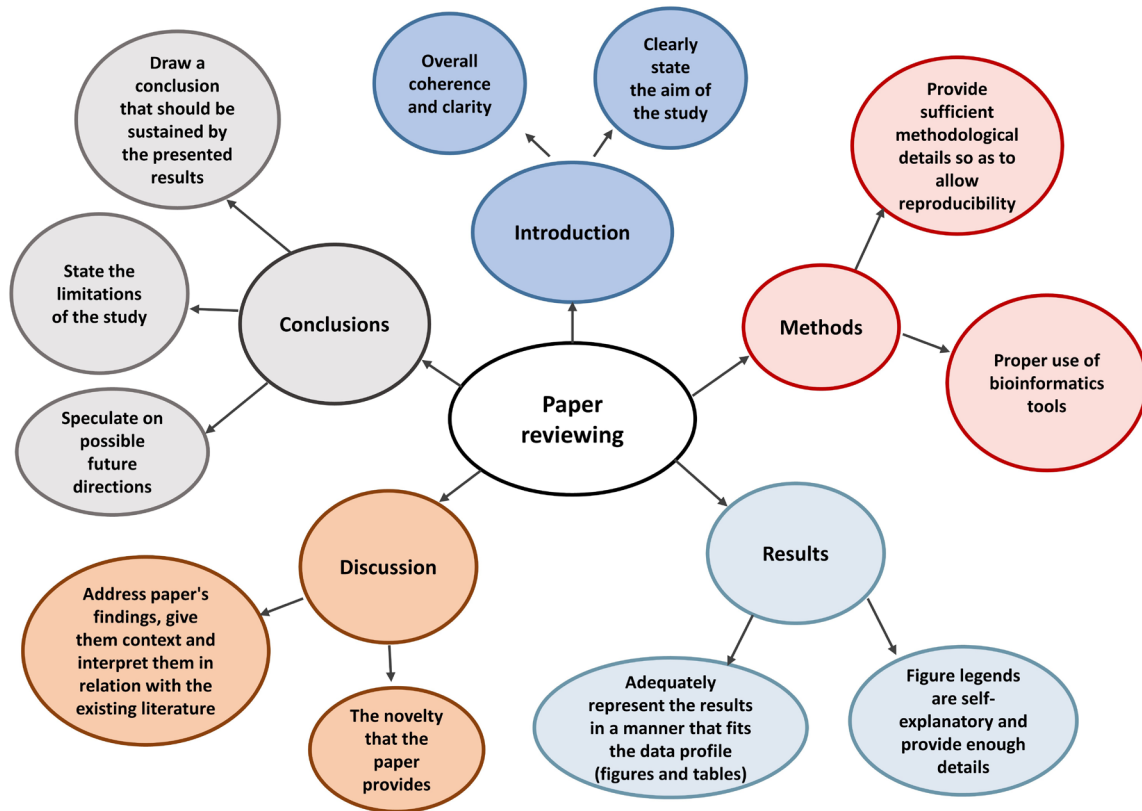 Paper
reviewing
Introduction
Overall
coherence
and clarity
Clearly
state
the aim of
the study
Methods
Provide
sufficient
methodological
details so as to
allow
reproducibility
Proper use of
bioinformatics
tools
Results
Figure legends
are self-
explanatory and
provide enough
details
Adequately
represent the results
in a manner that fits
the data profile
(figures and tables)
Discussion
The novelty
that the
paper
provides
Address paper's
findings, give
them context and
interpret them in
relation with the
existing literature
Conclusions
Speculate on
possible
future
directions
State the
limitations
of the study
Draw a
conclusion
that should be
sustained by
the presented
results